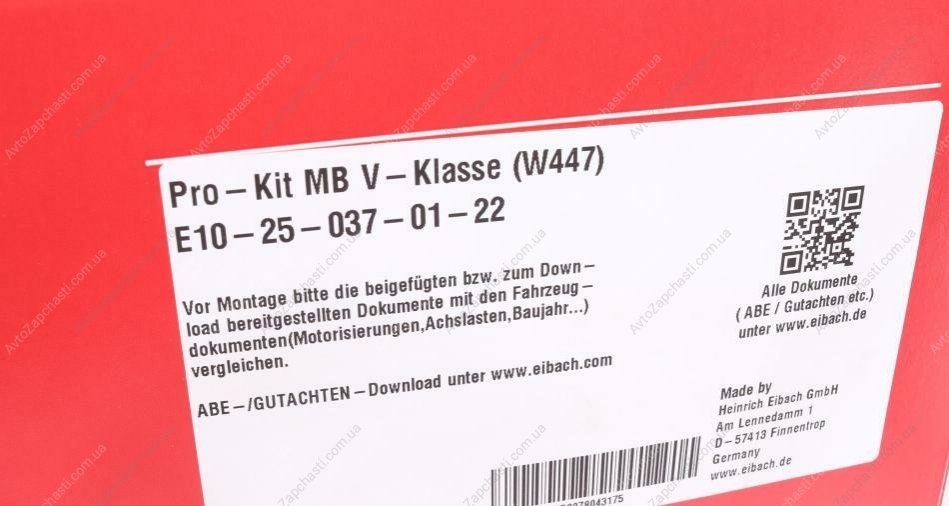 Pro – Kit MB V – Klasse (W447)
E10 – 25 – 037 – 01 – 22
Vor Montage bitte die beigefügten bzw. zum Down –
load bereitgestellten Dokumente mit den Fahrzeug –
dokumenten(Motorisierungen,Achslasten,Baujahr...)
vergleichen.
ABE –/GUTACHTEN – Download unter www.eibach.com
Alle Dokumente
( ABE / Gutachten etc.)
unter www.eibach.de
Made by
Heinrich Eibach GmbH
Am Lennedamm 1
D – 57413 Finnentrop
Germany
www.eibach.de
AvtoZapchasti.com.ua